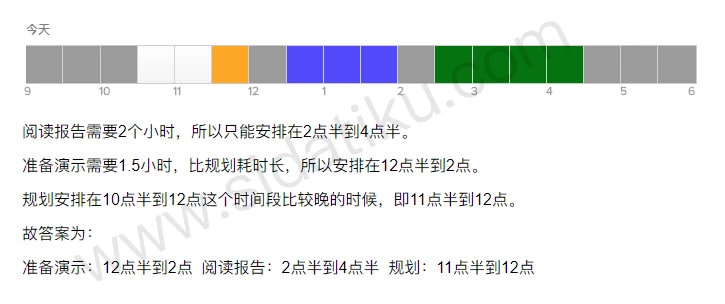 今天
9 10 11 12 1 2 3 4 5 6
阅读报告需要2个小时，所以只能安排在2点半到4点半。
准备演示需要1.5小时，比规划耗时长，所以安排在12点半到2点。
规划安排在10点半到12点这个时间段比较晚的时候，即11点半到12点。
故答案为：
准备演示：12点半到2点 阅读报告：2点半到4点半 规划：11点半到12点
www.sidatiku.com